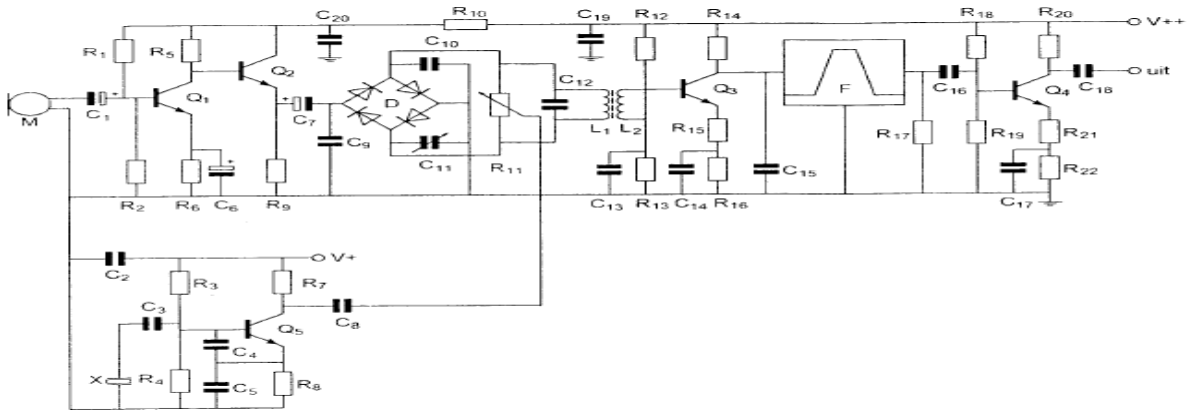 C20 R10 C19 R12 R14 R18 R20 V++
R1 R5 C10
Q2 C12 uit
M C1 + Q1 + C7 D Q3 F C16 Q4 C18
L1 L2 R15 R17 R19 R21
C9 C11 R11 C15 R22
+
R2 R6 C6 R9 C13 R13 C14 R16 C17
V+
C2 R3 R7
C3 C8
Q5
C4
X R4 C5 R8